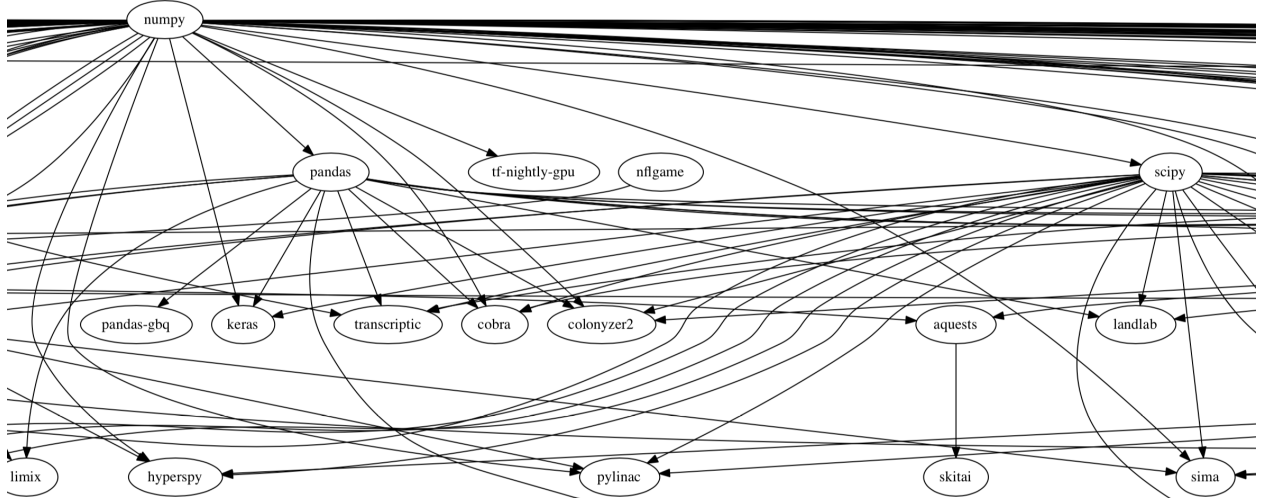 numpy
pandas
tf-nightly-gpu
nflgame
scipy
pandas-gbq
keras
transcriptic
cobra
colonyzer2
aquests
landlab
limix
hyperspy
pylinac
skitai
sima